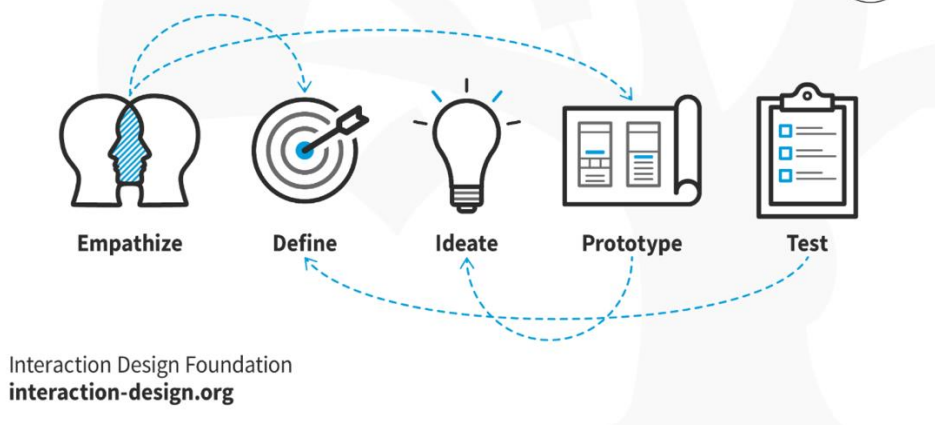 Empathize
Define
Ideate
Prototype
Test
Interaction Design Foundation
interaction-design.org